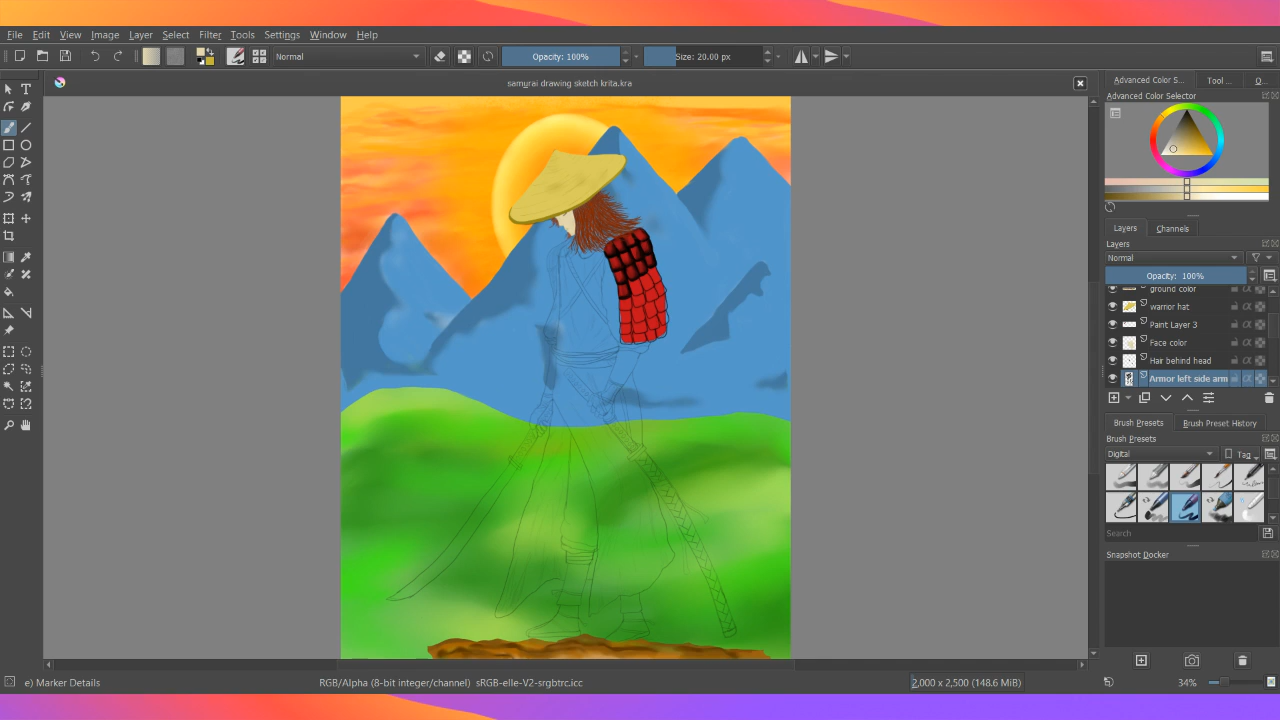 File Edit View Image Layer Select Filter Tools Settings Window Help
Normal Opacity: 100% Size: 20.00 px
samurai drawing sketch krita.kra
Advanced Color S... Tool ... O...
Advanced Color Selector
Layers Channels
Layers
Normal
Opacity: 100%
ground color
warrior hat
Paint Layer 3
Face color
Hair behind head
Armor left side arm
Brush Presets Brush Preset History
Brush Presets
Digital Tag
Search
Snapshot Docker
e) Marker Details RGB/Alpha (8-bit integer/channel) sRGB-elle-V2-srgbtrc.icc 2,000 x 2,500 (148.6 MiB) 34%